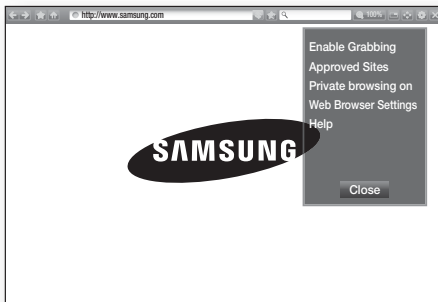 http://www.samsung.com
100%
Enable Grabbing
Approved Sites
Private browsing on
Web Browser Settings
Help
SAMSUNG
Close